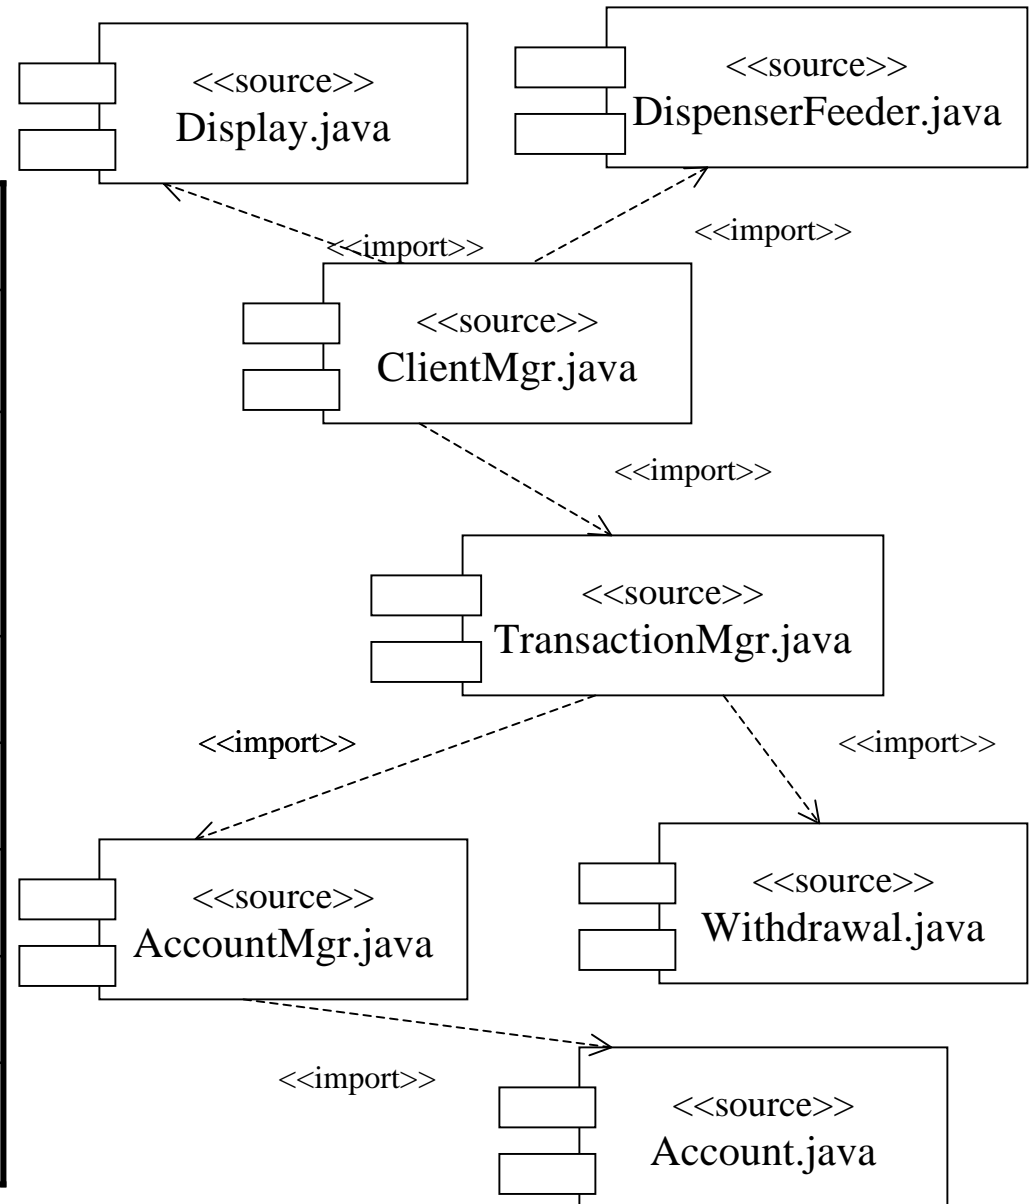 <<source>>
Display.java
<<source>>
DispenserFeeder.java
<<import>>
<<import>>
<<source>>
ClientMgr.java
<<import>>
<<source>>
TransactionMgr.java
<<import>>
<<import>>
<<source>>
AccountMgr.java
<<source>>
Withdrawal.java
<<import>>
<<source>>
Account.java